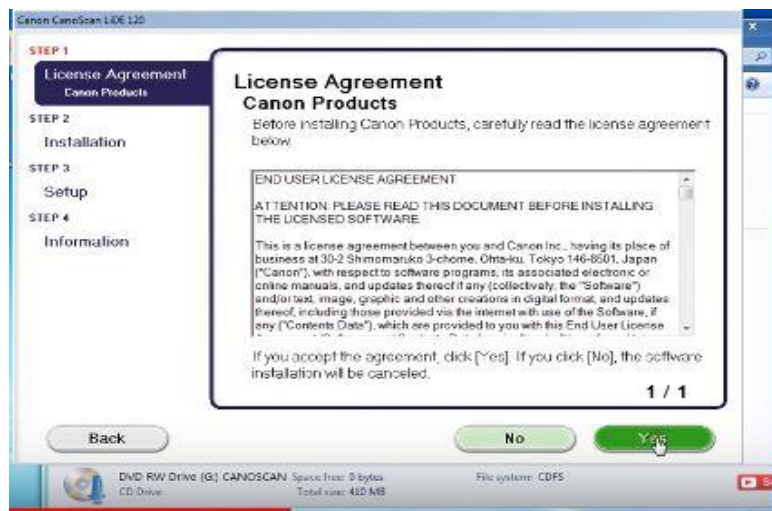 Canon CanoScan LiDE 120
STEP 1
License Agreement
Canon Products
STEP 2
Installation
STEP 3
Setup
STEP 4
Information
License Agreement
Canon Products
Before installing Canon Products, carefully read the license agreement
below.
END USER LICENSE AGREEMENT
ATTENTION: PLEASE READ THIS DOCUMENT BEFORE INSTALLING
THE LICENSED SOFTWARE.
This is a license agreement between you and Canon Inc., having its place of
business at 30-2 Shimomaruko 3-chome, Ohta-ku, Tokyo 146-8501, Japan
("Canon"), with respect to software programs, its associated electronic or
online manuals, and updates thereof if any (collectively, the "Software")
and/or text, image, graphic and other creations in digital format, and updates
thereof, including those provided via the internet with use of the Software, if
any ("Contents Data"), which are provided to you with this End User License
If you accept the agreement, click [Yes]. If you click [No], the software
installation will be canceled.
1 / 1
Back
No
Yes
DVD RW Drive (G:) CANOSCAN Space free: 0 bytes File system: CDFS
CD Drive Total size: 410 MB